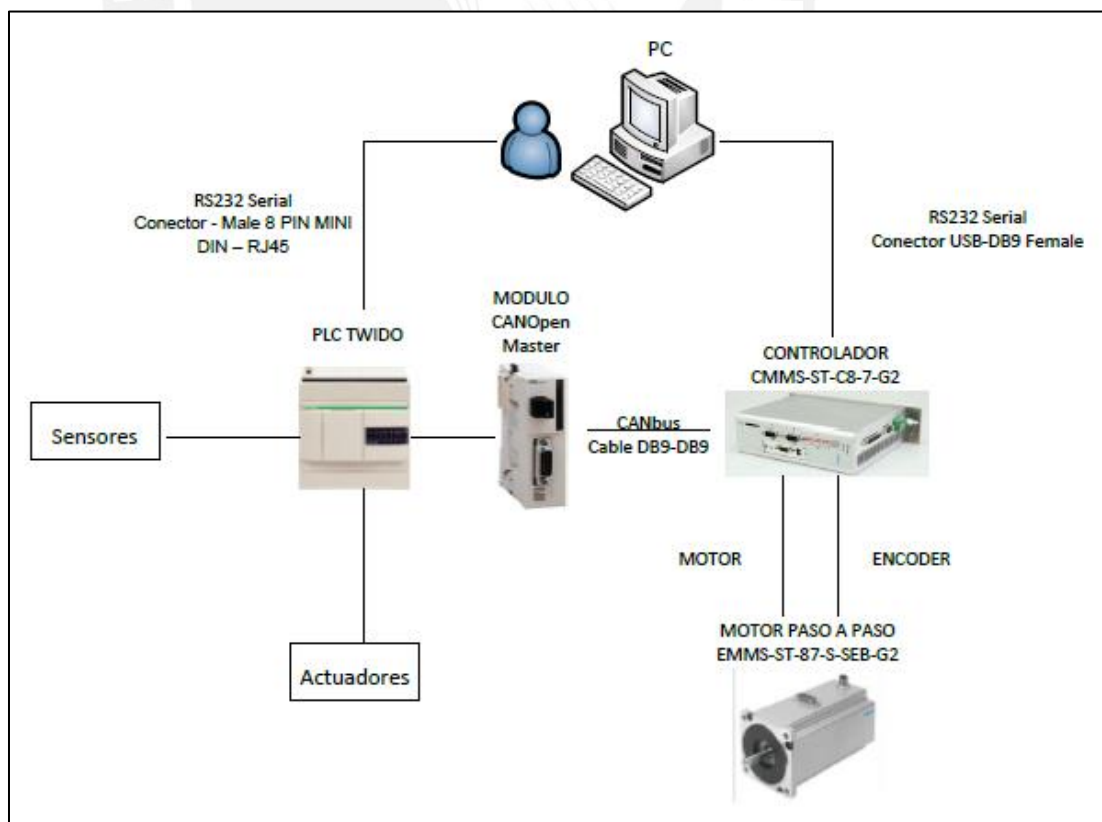 PC
RS232 Serial
Conector - Male 8 PIN MINI
DIN – RJ45
RS232 Serial
Conector USB-DB9 Female
MODULO
CANOpen
Master
PLC TWIDO
CONTROLADOR
CMMS-ST-C8-7-G2
Sensores
CANbus
Cable DB9-DB9
MOTOR
ENCODER
MOTOR PASO A PASO
EMMS-ST-87-S-SEB-G2
Actuadores